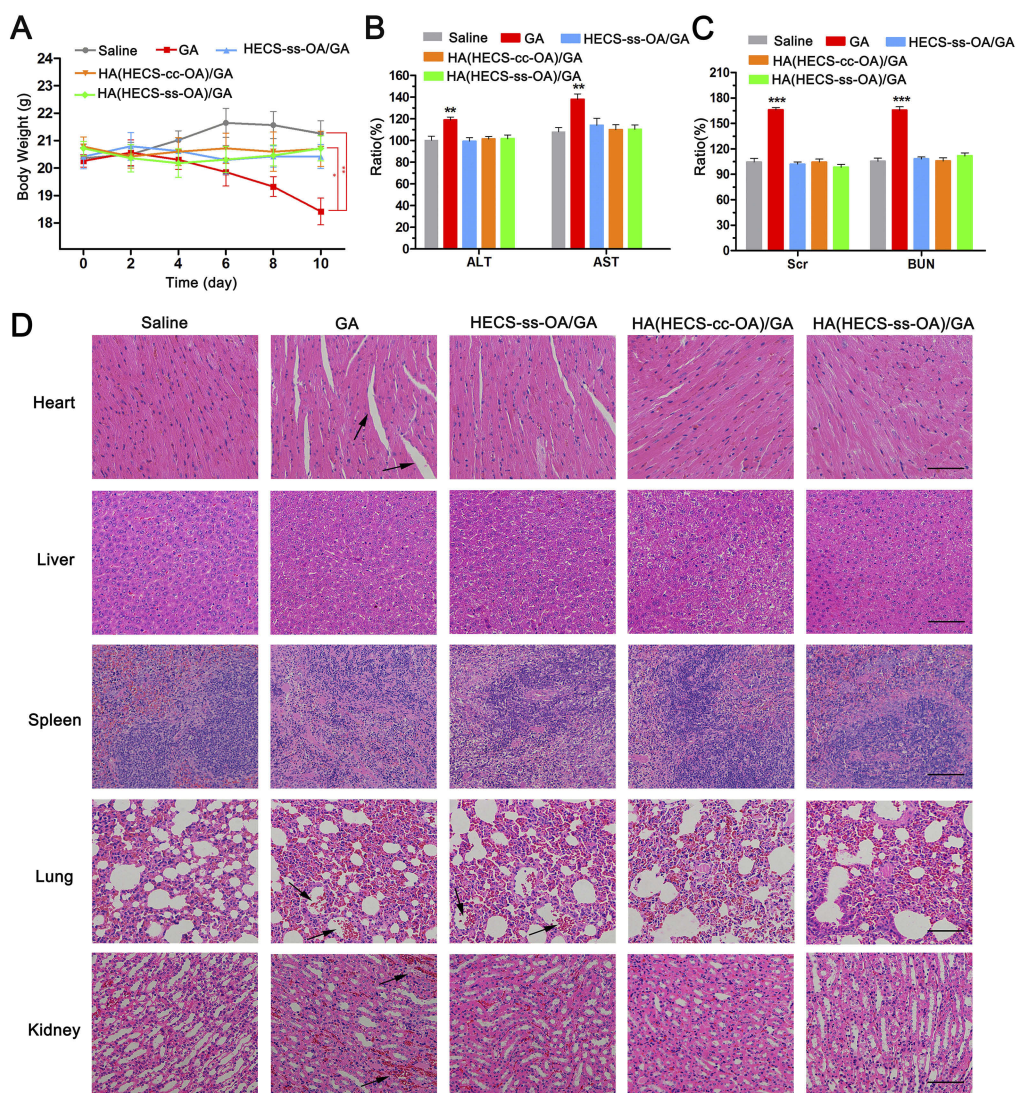 A
Saline
GA
HECS-ss-OA/GA
HA(HECS-cc-OA)/GA
HA(HECS-ss-OA)/GA
Body Weight (g)
23
22
21
20
19
18
*
**
0 2 4 6 8 10
Time (day)
B
Saline
GA
HECS-ss-OA/GA
HA(HECS-cc-OA)/GA
HA(HECS-ss-OA)/GA
Ratio(%)
160
140
120
100
80
60
40
20
0
**
**
ALT AST
C
Saline
GA
HECS-ss-OA/GA
HA(HECS-cc-OA)/GA
HA(HECS-ss-OA)/GA
Ratio(%)
210
180
150
120
90
60
30
0
***
***
Scr BUN
D
Saline GA HECS-ss-OA/GA HA(HECS-cc-OA)/GA HA(HECS-ss-OA)/GA
Heart
Liver
Spleen
Lung
Kidney